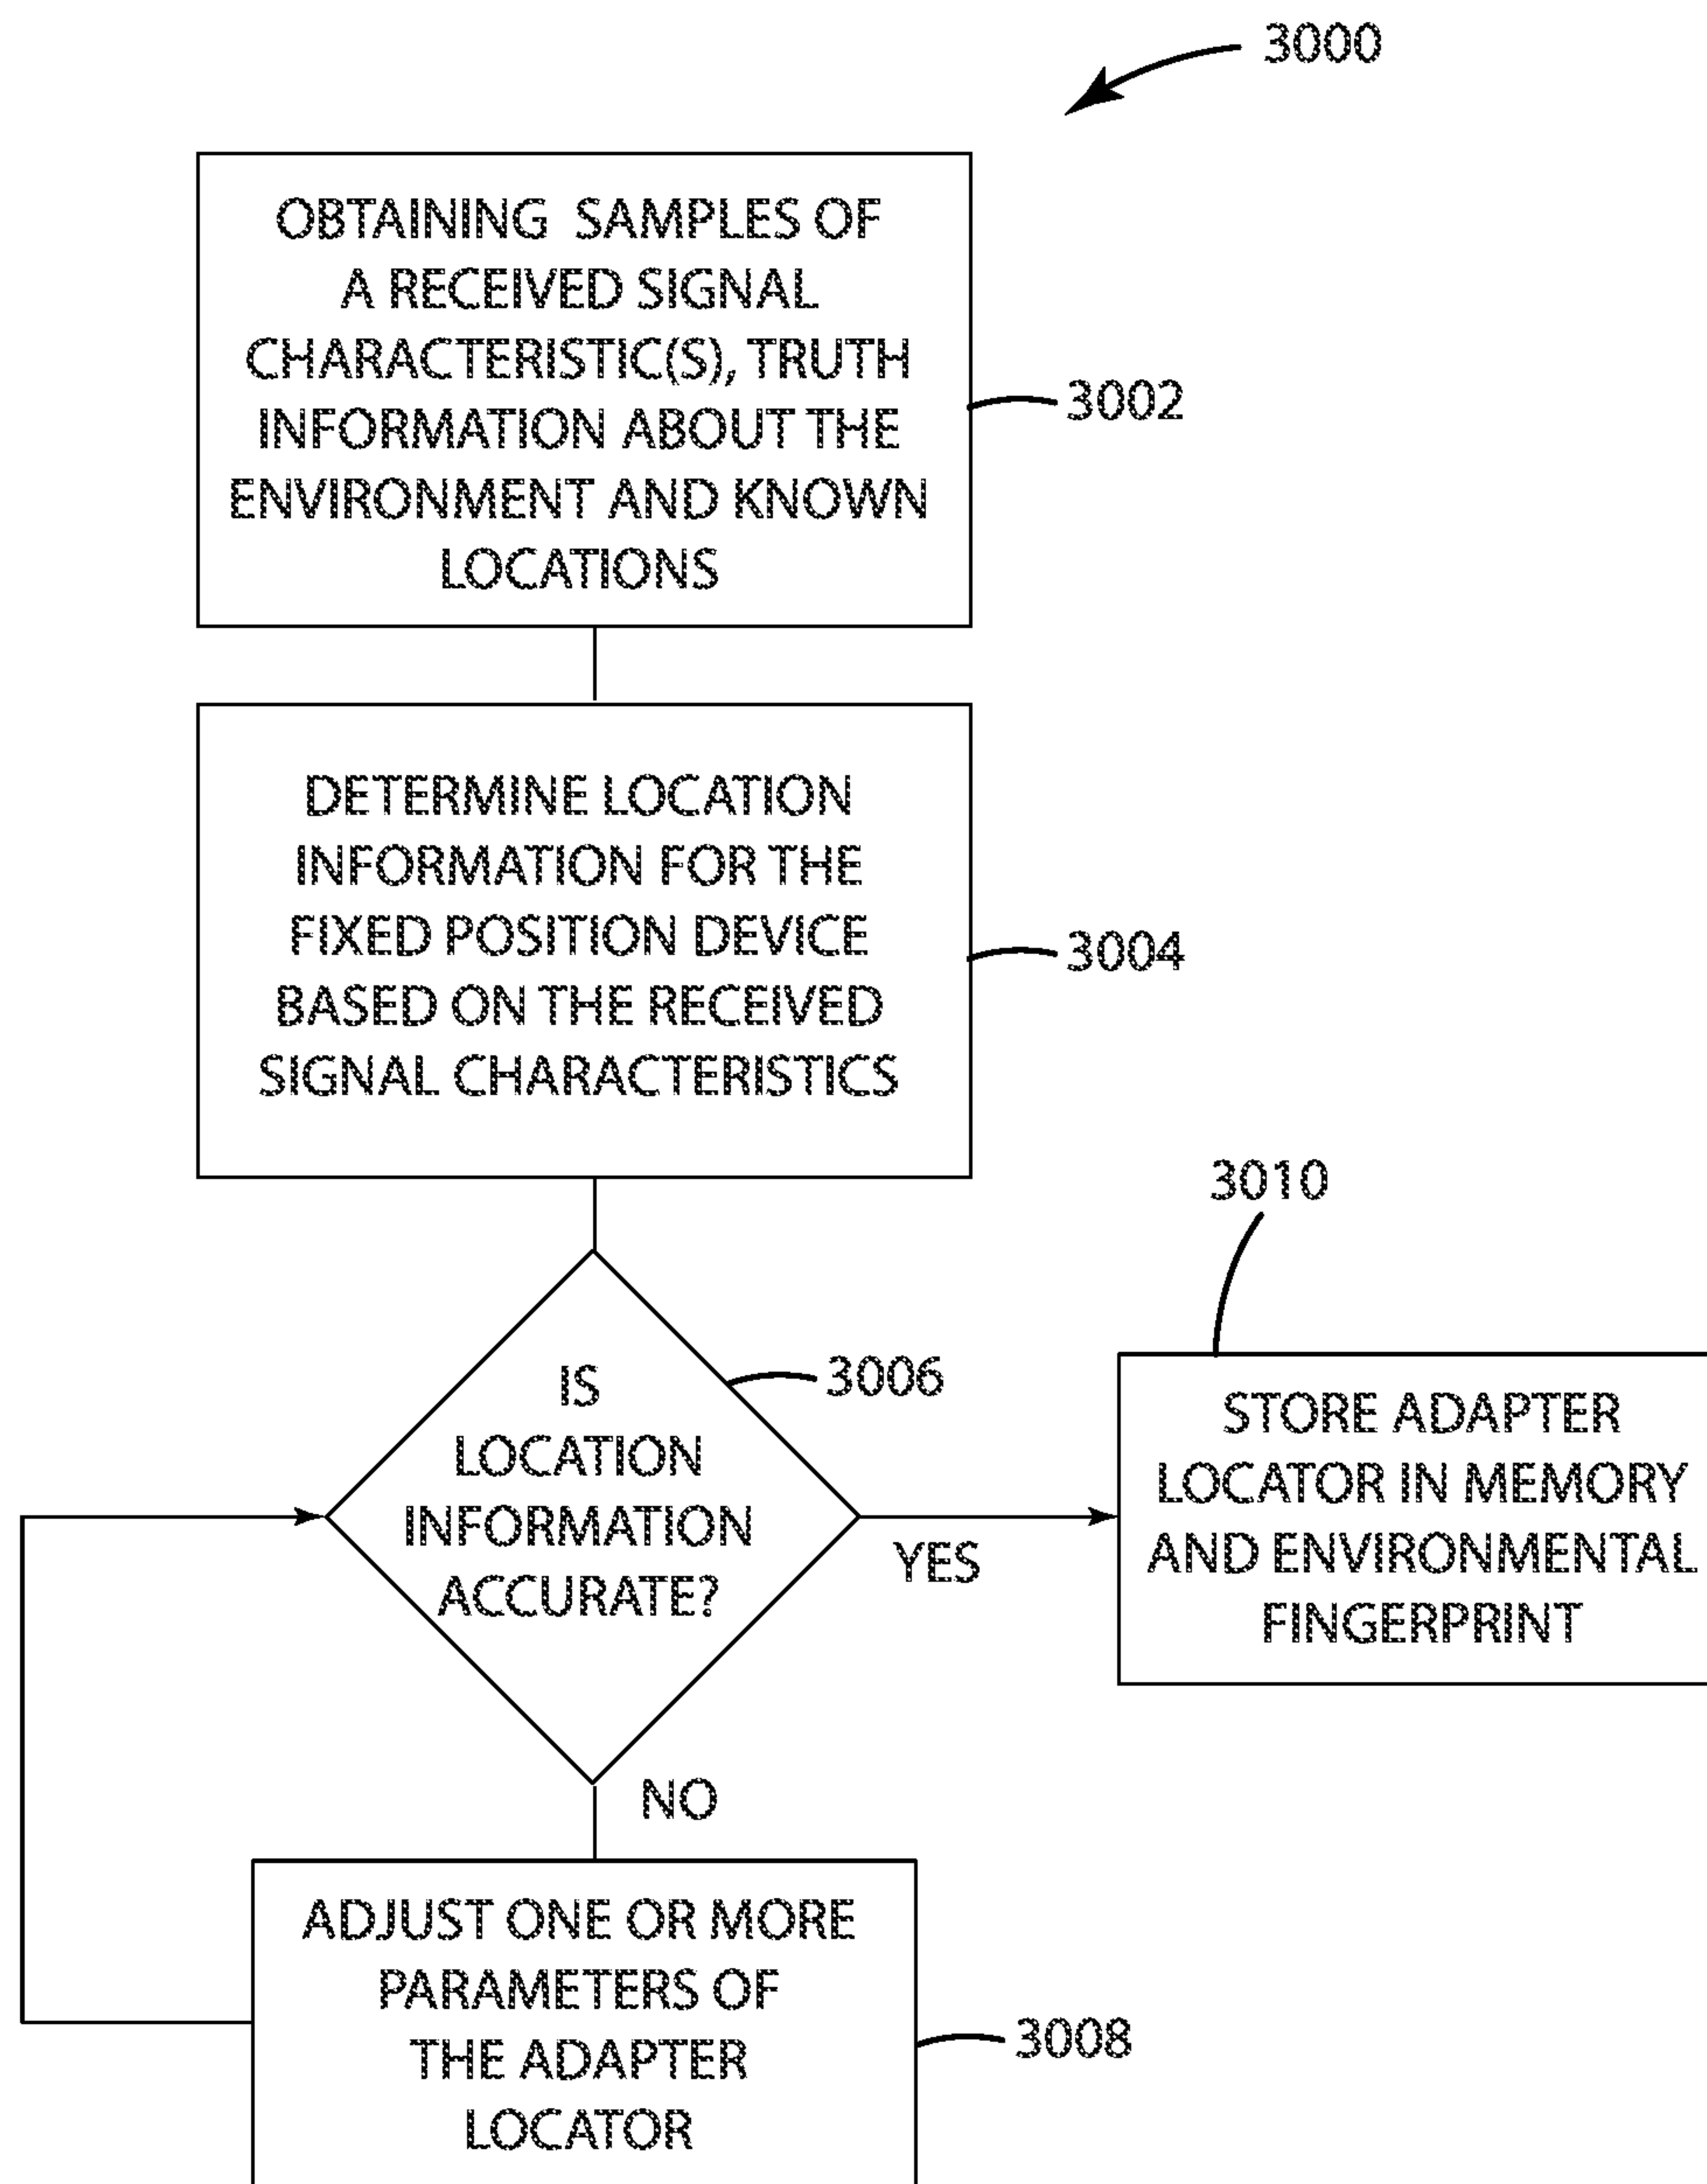 3000
OBTAINING SAMPLES OF
A RECEIVED SIGNAL
CHARACTERISTIC(S), TRUTH
INFORMATION ABOUT THE
ENVIRONMENT AND KNOWN
LOCATIONS
3002
DETERMINE LOCATION
INFORMATION FOR THE
FIXED POSITION DEVICE
BASED ON THE RECEIVED
SIGNAL CHARACTERISTICS
3004
IS
LOCATION
INFORMATION
ACCURATE?
3006
YES
3010
STORE ADAPTER
LOCATOR IN MEMORY
AND ENVIRONMENTAL
FINGERPRINT
NO
ADJUST ONE OR MORE
PARAMETERS OF
THE ADAPTER
LOCATOR
3008